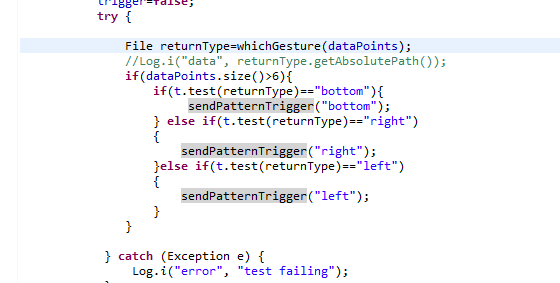 trigger=false;
try {
File returnType=whichGesture(dataPoints);
//Log.i("data", returnType.getAbsolutePath());
if(dataPoints.size()>6){
if(t.test(returnType)=="bottom"){
sendPatternTrigger("bottom");
} else if(t.test(returnType)=="right")
{
sendPatternTrigger("right");
}else if(t.test(returnType)=="left")
{
sendPatternTrigger("left");
}
}
} catch (Exception e) {
Log.i("error", "test failing");